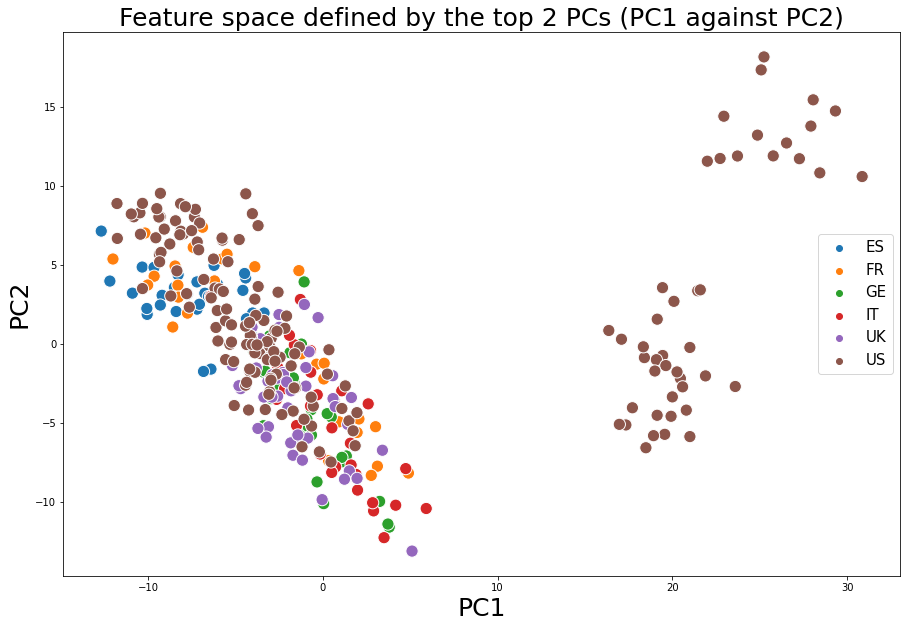 Feature space defined by the top 2 PCs (PC1 against PC2)
PC2
15
10
5
0
−5
−10
−10
0
10
20
30
PC1
ES
FR
GE
IT
UK
US